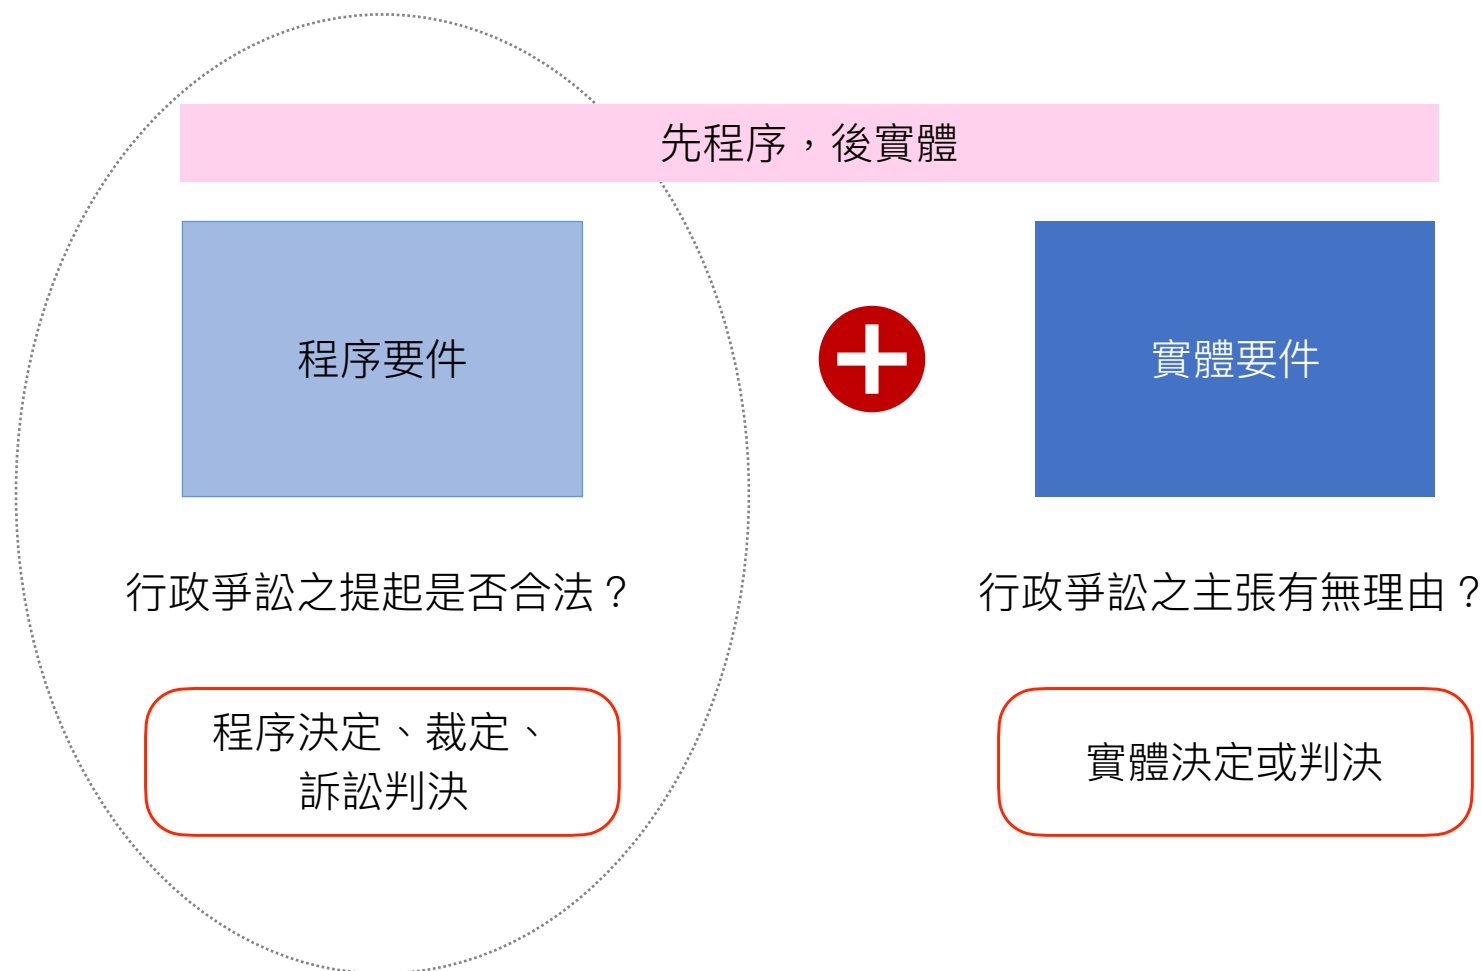 先程序，後實體
程序要件
實體要件
行政爭訟之提起是否合法？
行政爭訟之主張有無理由？
程序決定、裁定、
訴訟判決
實體決定或判決